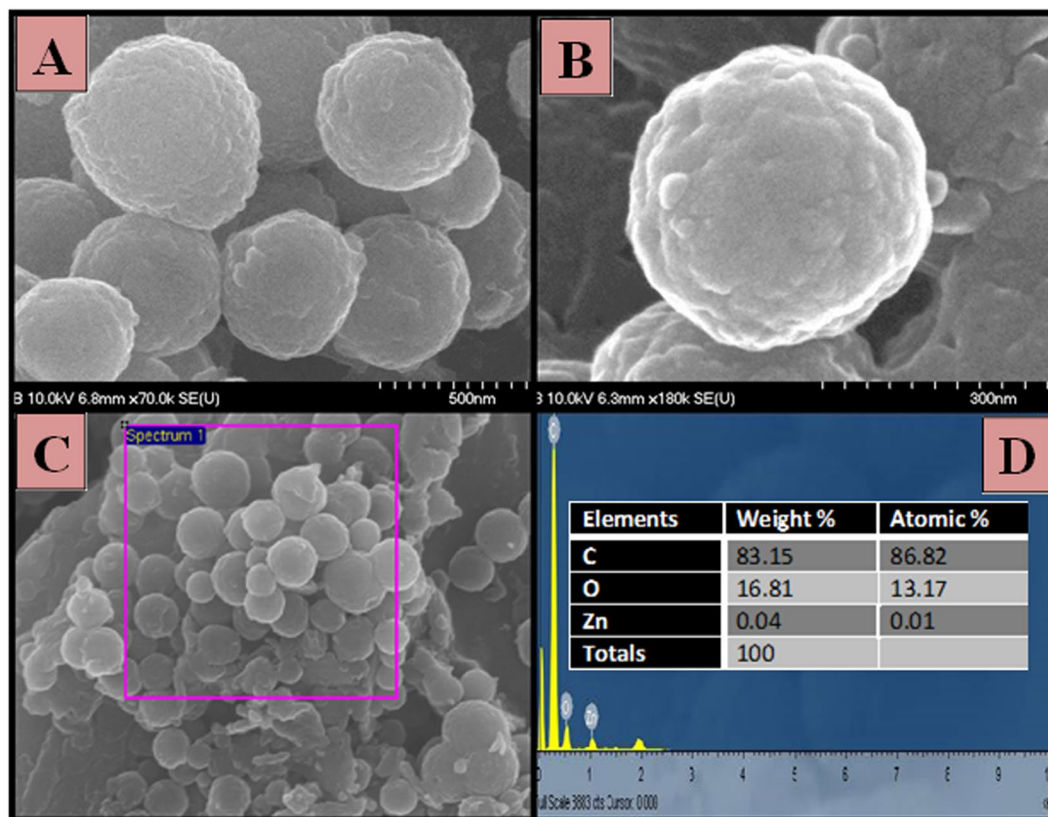 A
B
B 10.0kV 6.8mm x70.0k SE(U) 500nm
B 10.0kV 6.3mm x180k SE(U) 300nm
C
Spectrum 1
D
Elements Weight % Atomic %
C 83.15 86.82
O 16.81 13.17
Zn 0.04 0.01
Totals 100
O
Zn
0 1 2 3 4 5 6 7 8 9
Full Scale 3883 cts Cursor: 0.000